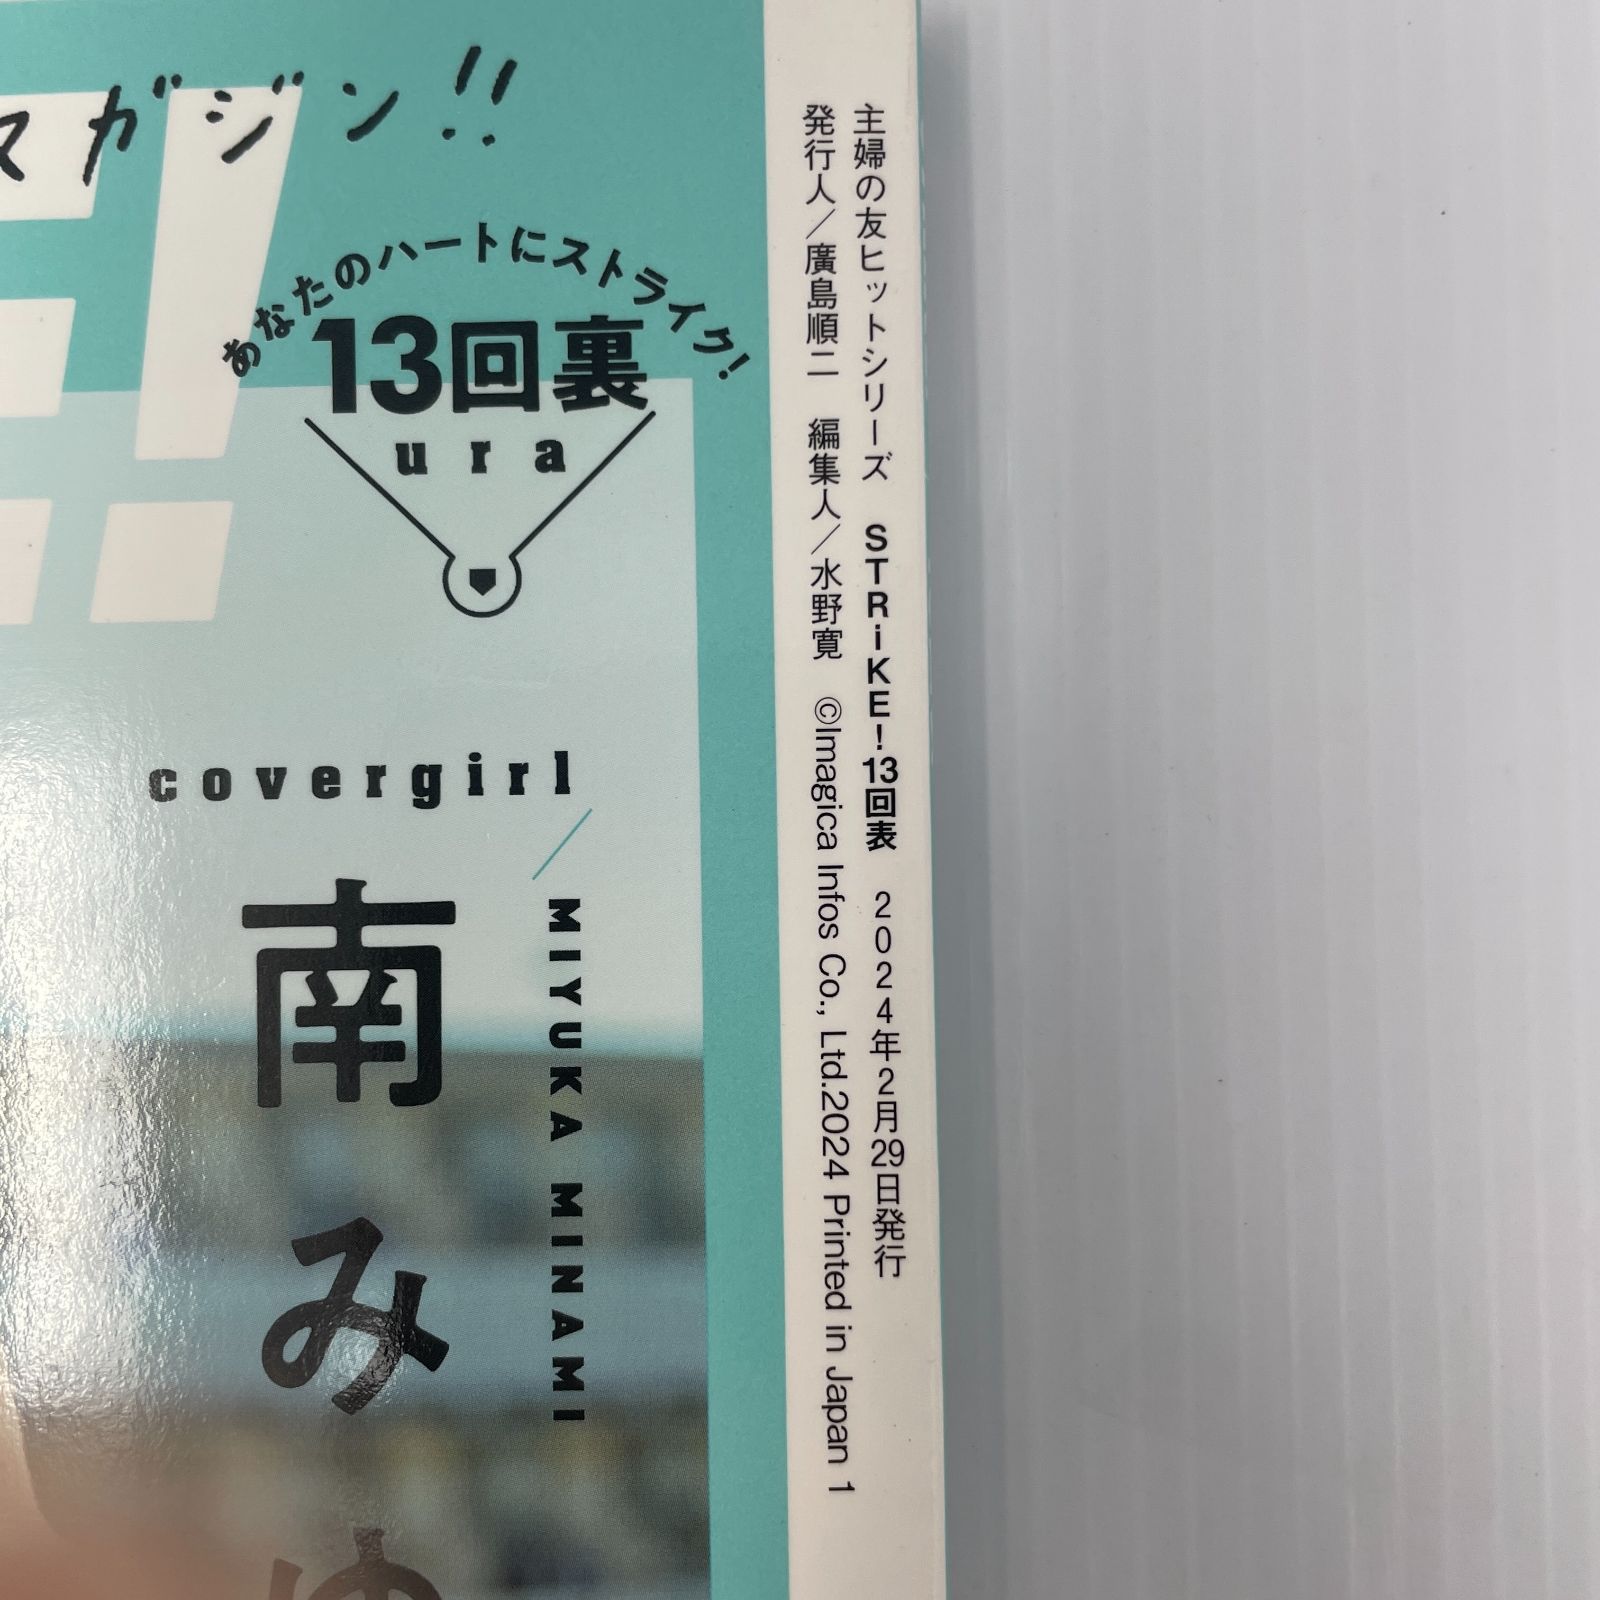 マガジン!!
あなたのハートにストライク!
13回裏
ura
covergirl
MIYUKA MINAMI
南みゆ
主婦の友ヒットシリーズ STRiKE!13回表 2024年2月29日発行
発行人/廣島順二 編集人/水野寛 ©Imagica Infos Co., Ltd.2024 Printed in Japan 1